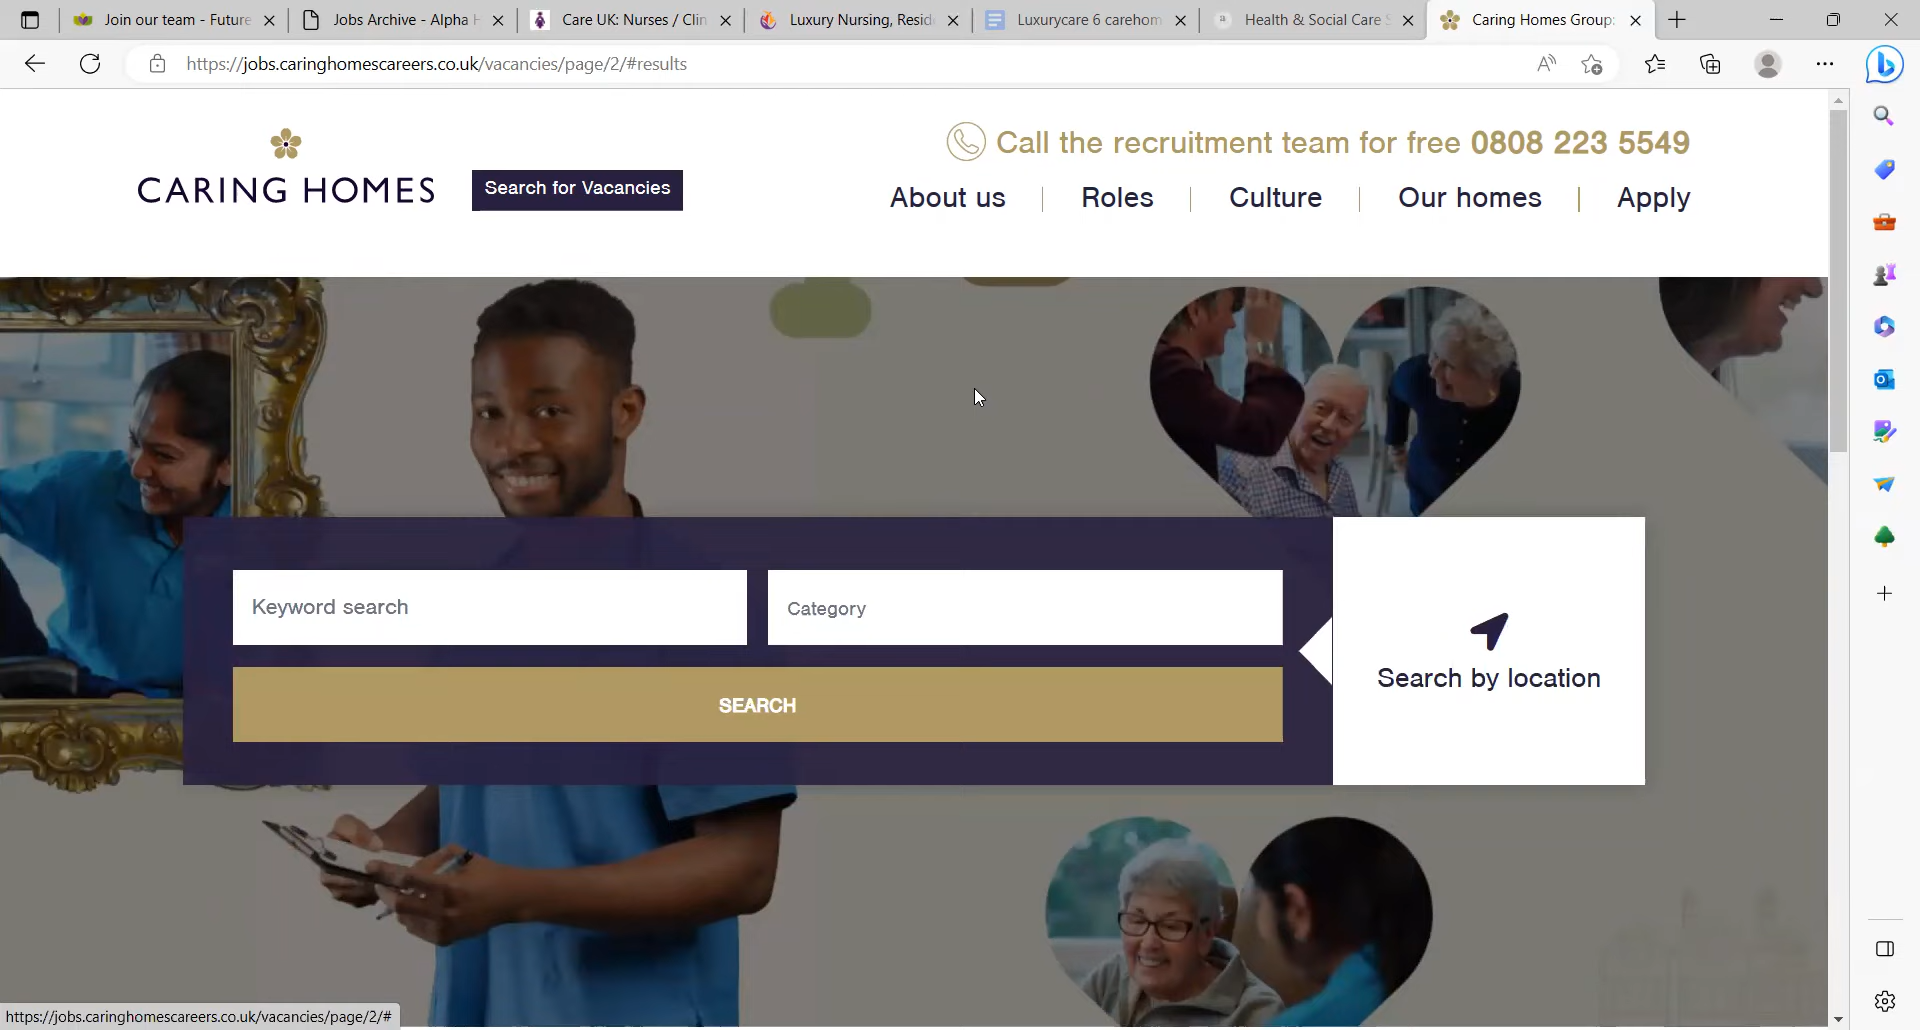 Join our team - Future
Jobs Archive - Alpha H
Care UK: Nurses / Clin
Luxury Nursing, Resid
Luxurycare 6 carehom
Health & Social Care S
Caring Homes Group:
https://jobs.caringhomescareers.co.uk/vacancies/page/2/#results
Call the recruitment team for free 0808 223 5549
CARING HOMES
Search for Vacancies
About us
Roles
Culture
Our homes
Apply
Keyword search
Category
SEARCH
Search by location
https://jobs.caringhomescareers.co.uk/vacancies/page/2/#